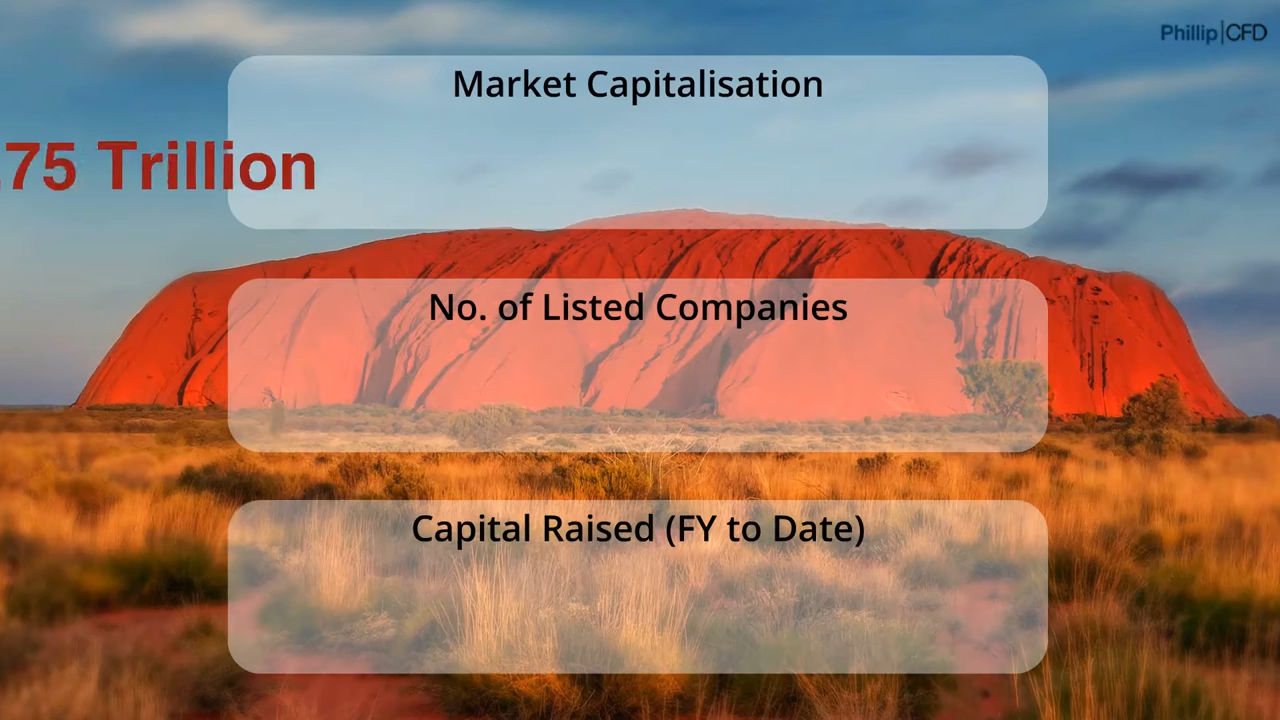 Phillip|CFD
Market Capitalisation
.75 Trillion
No. of Listed Companies
Capital Raised (FY to Date)